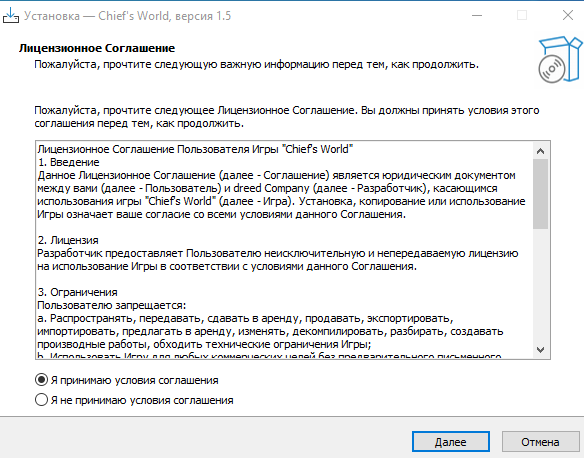 Установка — Chief's World, версия 1.5
Лицензионное Соглашение
Пожалуйста, прочтите следующую важную информацию перед тем, как продолжить.
Пожалуйста, прочтите следующее Лицензионное Соглашение. Вы должны принять условия этого
соглашения перед тем, как продолжить.
Лицензионное Соглашение Пользователя Игры "Chief's World"
1. Введение
Данное Лицензионное Соглашение (далее - Соглашение) является юридическим документом
между вами (далее - Пользователь) и dreed Company (далее - Разработчик), касающимся
использования игры "Chief's World" (далее - Игра). Установка, копирование или использование
Игры означает ваше согласие со всеми условиями данного Соглашения.
2. Лицензия
Разработчик предоставляет Пользователю неисключительную и непередаваемую лицензию
на использование Игры в соответствии с условиями данного Соглашения.
3. Ограничения
Пользователю запрещается:
a. Распространять, передавать, сдавать в аренду, продавать, экспортировать,
импортировать, предлагать в аренду, изменять, декомпилировать, разбирать, создавать
производные работы, обходить технические ограничения Игры;
b. Использовать Игру для любых коммерческих целей без предварительного письменного
Я принимаю условия соглашения
Я не принимаю условия соглашения
Далее
Отмена